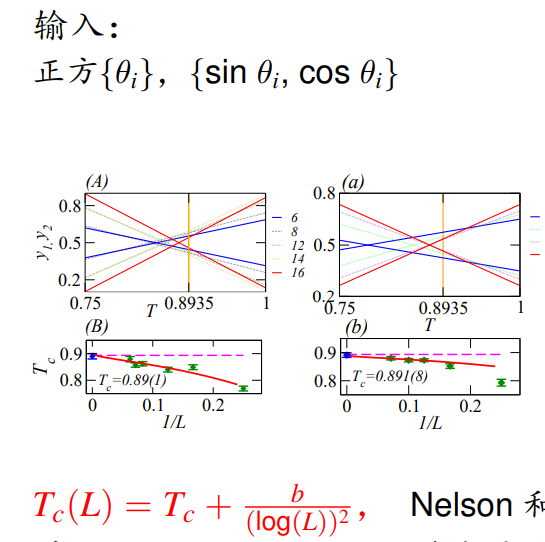 输入：
正方{θᵢ}，{sin θᵢ, cos θᵢ}
(A) (a)
0.8 0.5 0.2
y₁,y₂
6
8
12
14
16
0.75 0.8935 1
T
0.8 0.5 0.2
0.75 0.8935 1
T
(B) (b)
T_c
0.9 0.8
T_c=0.89(1)
0 0.1 0.2
1/L
0.9 0.8
T_c=0.891(8)
0 0.1 0.2
1/L
T_c(L) = T_c + b/(log(L))²， Nelson 和